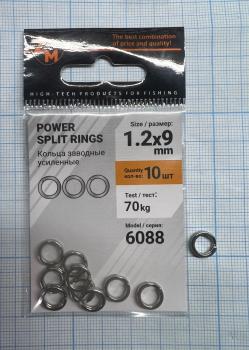 The best combination
of price and quality!
M
HIGH-TECH PRODUCTS FOR FISHING
POWER
SPLIT RINGS
Кольца заводные
усиленные
Size / размер:
1.2x9
mm
Quantity
кол-во:
10 шт
Test / тест:
70kg
Model / серия:
6088